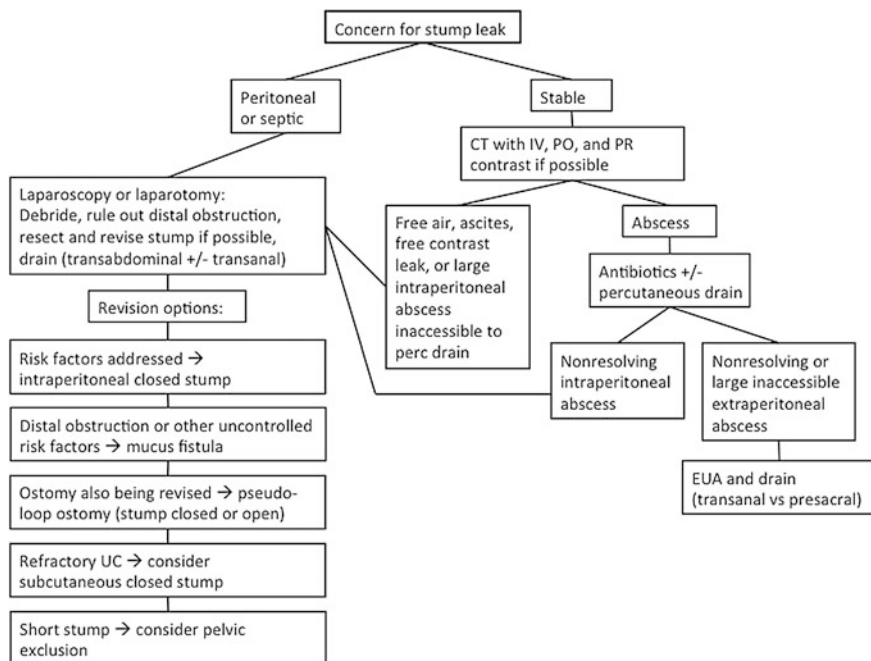 Concern for stump leak
Peritoneal
or septic
Stable
CT with IV, PO, and PR
contrast if possible
Laparoscopy or laparotomy:
Debride, rule out distal obstruction,
resect and revise stump if possible,
drain (transabdominal +/- transanal)
Free air, ascites,
free contrast
leak, or large
intraperitoneal
abscess
inaccessible to
perc drain
Abscess
Antibiotics +/-
percutaneous drain
Revision options:
Risk factors addressed →
intraperitoneal closed stump
Nonresolving
intraperitoneal
abscess
Nonresolving or
large inaccessible
extraperitoneal
abscess
Distal obstruction or other uncontrolled
risk factors → mucus fistula
EUA and drain
(transanal vs presacral)
Ostomy also being revised → pseudo-
loop ostomy (stump closed or open)
Refractory UC → consider
subcutaneous closed stump
Short stump → consider pelvic
exclusion